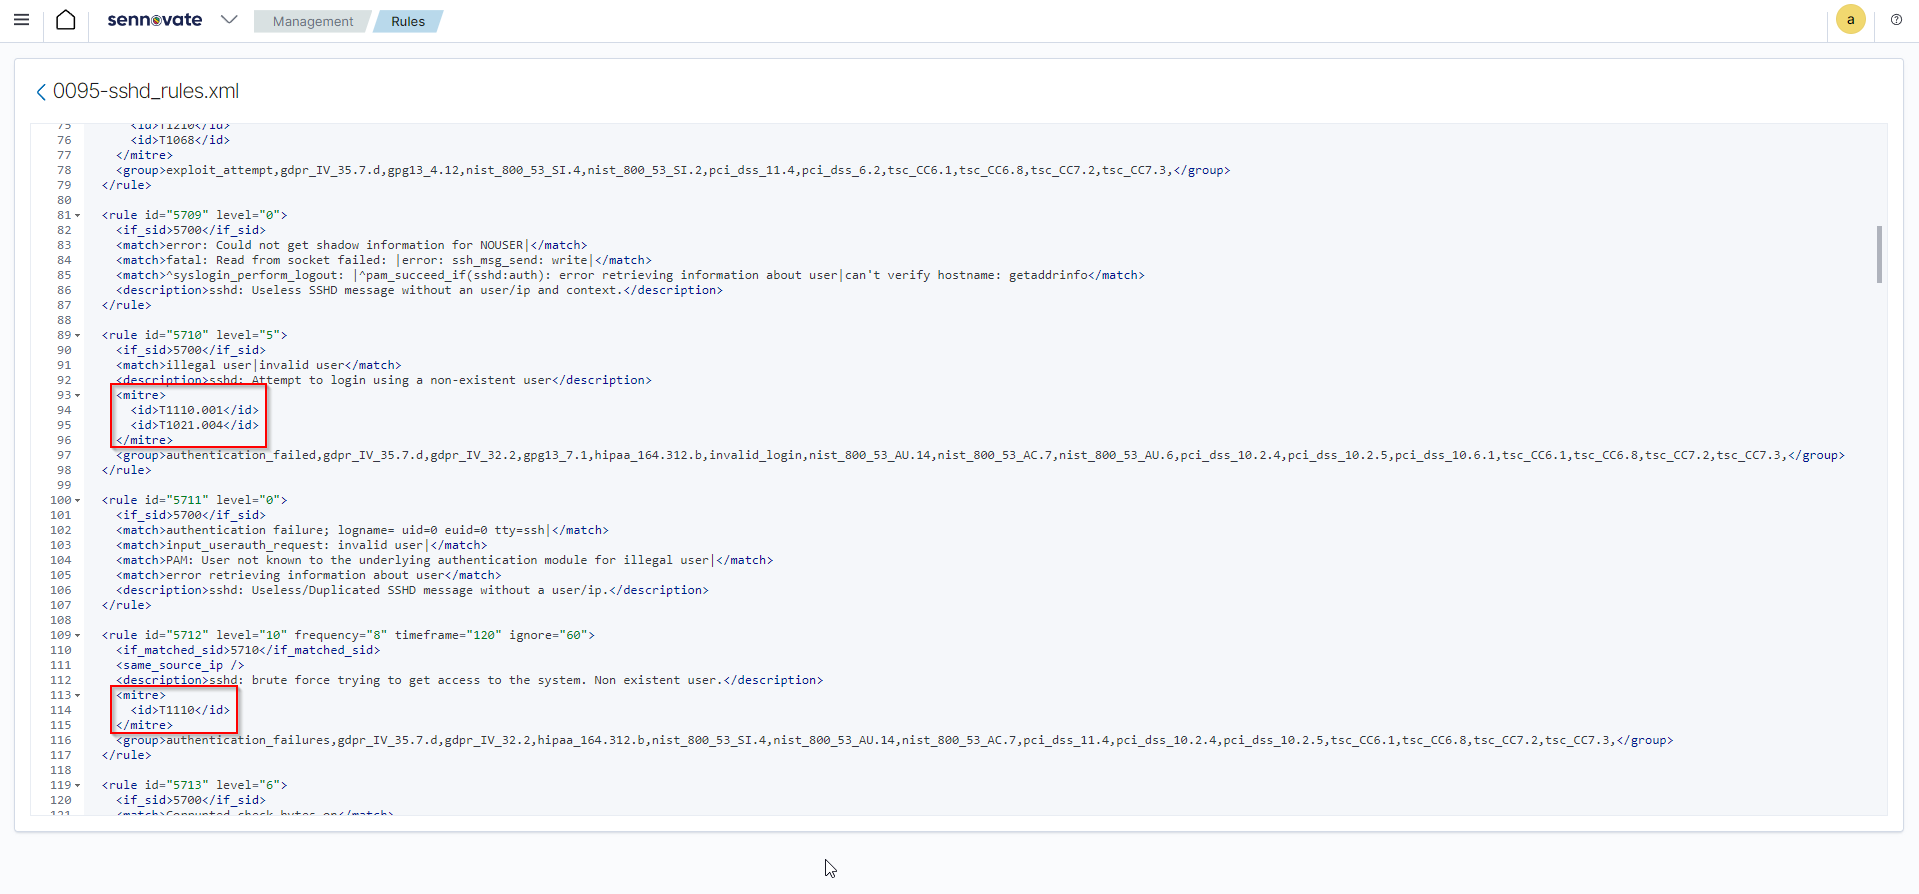 sennovate Management Rules a
0095-sshd_rules.xml
75 <id>T1210</id>
76 <id>T1068</id>
77 </mitre>
78 <group>exploit_attempt,gdpr_IV_35.7.d,gpg13_4.12,nist_800_53_SI.4,nist_800_53_SI.2,pci_dss_11.4,pci_dss_6.2,tsc_CC6.1,tsc_CC6.8,tsc_CC7.2,tsc_CC7.3,</group>
79 </rule>
80
81 <rule id="5709" level="0">
82 <if_sid>5700</if_sid>
83 <match>error: Could not get shadow information for NOUSER|</match>
84 <match>fatal: Read from socket failed: |error: ssh_msg_send: write|</match>
85 <match>^syslogin_perform_logout: |^pam_succeed_if(sshd:auth): error retrieving information about user|can't verify hostname: getaddrinfo</match>
86 <description>sshd: Useless SSHD message without an user/ip and context.</description>
87 </rule>
88
89 <rule id="5710" level="5">
90 <if_sid>5700</if_sid>
91 <match>illegal user|invalid user</match>
92 <description>sshd: Attempt to login using a non-existent user</description>
93 <mitre>
94 <id>T1110.001</id>
95 <id>T1021.004</id>
96 </mitre>
97 <group>authentication_failed,gdpr_IV_35.7.d,gdpr_IV_32.2,gpg13_7.1,hipaa_164.312.b,invalid_login,nist_800_53_AU.14,nist_800_53_AC.7,nist_800_53_AU.6,pci_dss_10.2.4,pci_dss_10.2.5,pci_dss_10.6.1,tsc_CC6.1,tsc_CC6.8,tsc_CC7.2,tsc_CC7.3,</group>
98 </rule>
99
100 <rule id="5711" level="0">
101 <if_sid>5700</if_sid>
102 <match>authentication failure; logname= uid=0 euid=0 tty=ssh|</match>
103 <match>input_userauth_request: invalid user|</match>
104 <match>PAM: User not known to the underlying authentication module for illegal user|</match>
105 <match>error retrieving information about user</match>
106 <description>sshd: Useless/Duplicated SSHD message without a user/ip.</description>
107 </rule>
108
109 <rule id="5712" level="10" frequency="8" timeframe="120" ignore="60">
110 <if_matched_sid>5710</if_matched_sid>
111 <same_source_ip />
112 <description>sshd: brute force trying to get access to the system. Non existent user.</description>
113 <mitre>
114 <id>T1110</id>
115 </mitre>
116 <group>authentication_failures,gdpr_IV_35.7.d,gdpr_IV_32.2,hipaa_164.312.b,nist_800_53_SI.4,nist_800_53_AU.14,nist_800_53_AC.7,pci_dss_11.4,pci_dss_10.2.4,pci_dss_10.2.5,tsc_CC6.1,tsc_CC6.8,tsc_CC7.2,tsc_CC7.3,</group>
117 </rule>
118
119 <rule id="5713" level="6">
120 <if_sid>5700</if_sid>
121 <match>Corrupted check bytes on</match>